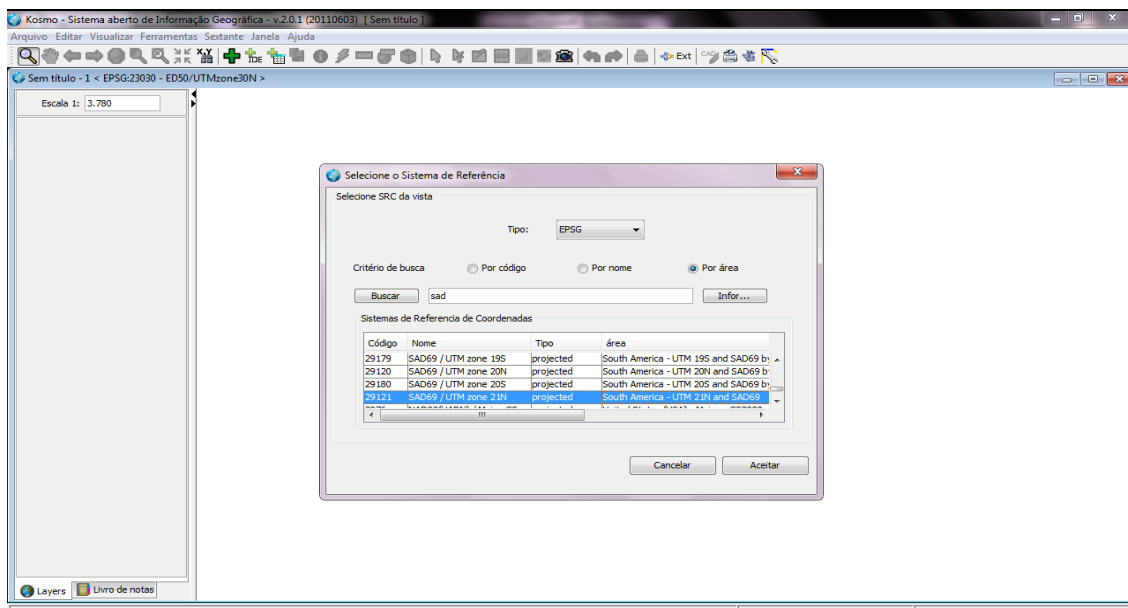 Kosmo - Sistema aberto de Informação Geográfica - v.2.0.1 (20110603) [ Sem título ]
Arquivo Editar Visualizar Ferramentas Sextante Janela Ajuda
X,Y
IDE
Ext
CAD
Sem título - 1 < EPSG:23030 - ED50/UTMzone30N >
Escala 1: 3.780
Selecione o Sistema de Referência
Selecione SRC da vista
Tipo: EPSG
Critério de busca Por código Por nome Por área
Buscar sad Infor...
Sistemas de Referencia de Coordenadas
Código Nome Tipo área
29179 SAD69 / UTM zone 19S projected South America - UTM 19S and SAD69 by
29120 SAD69 / UTM zone 20N projected South America - UTM 20N and SAD69 b
29180 SAD69 / UTM zone 20S projected South America - UTM 20S and SAD69 by
29121 SAD69 / UTM zone 21N projected South America - UTM 21N and SAD69
Cancelar Aceitar
Layers Livro de notas